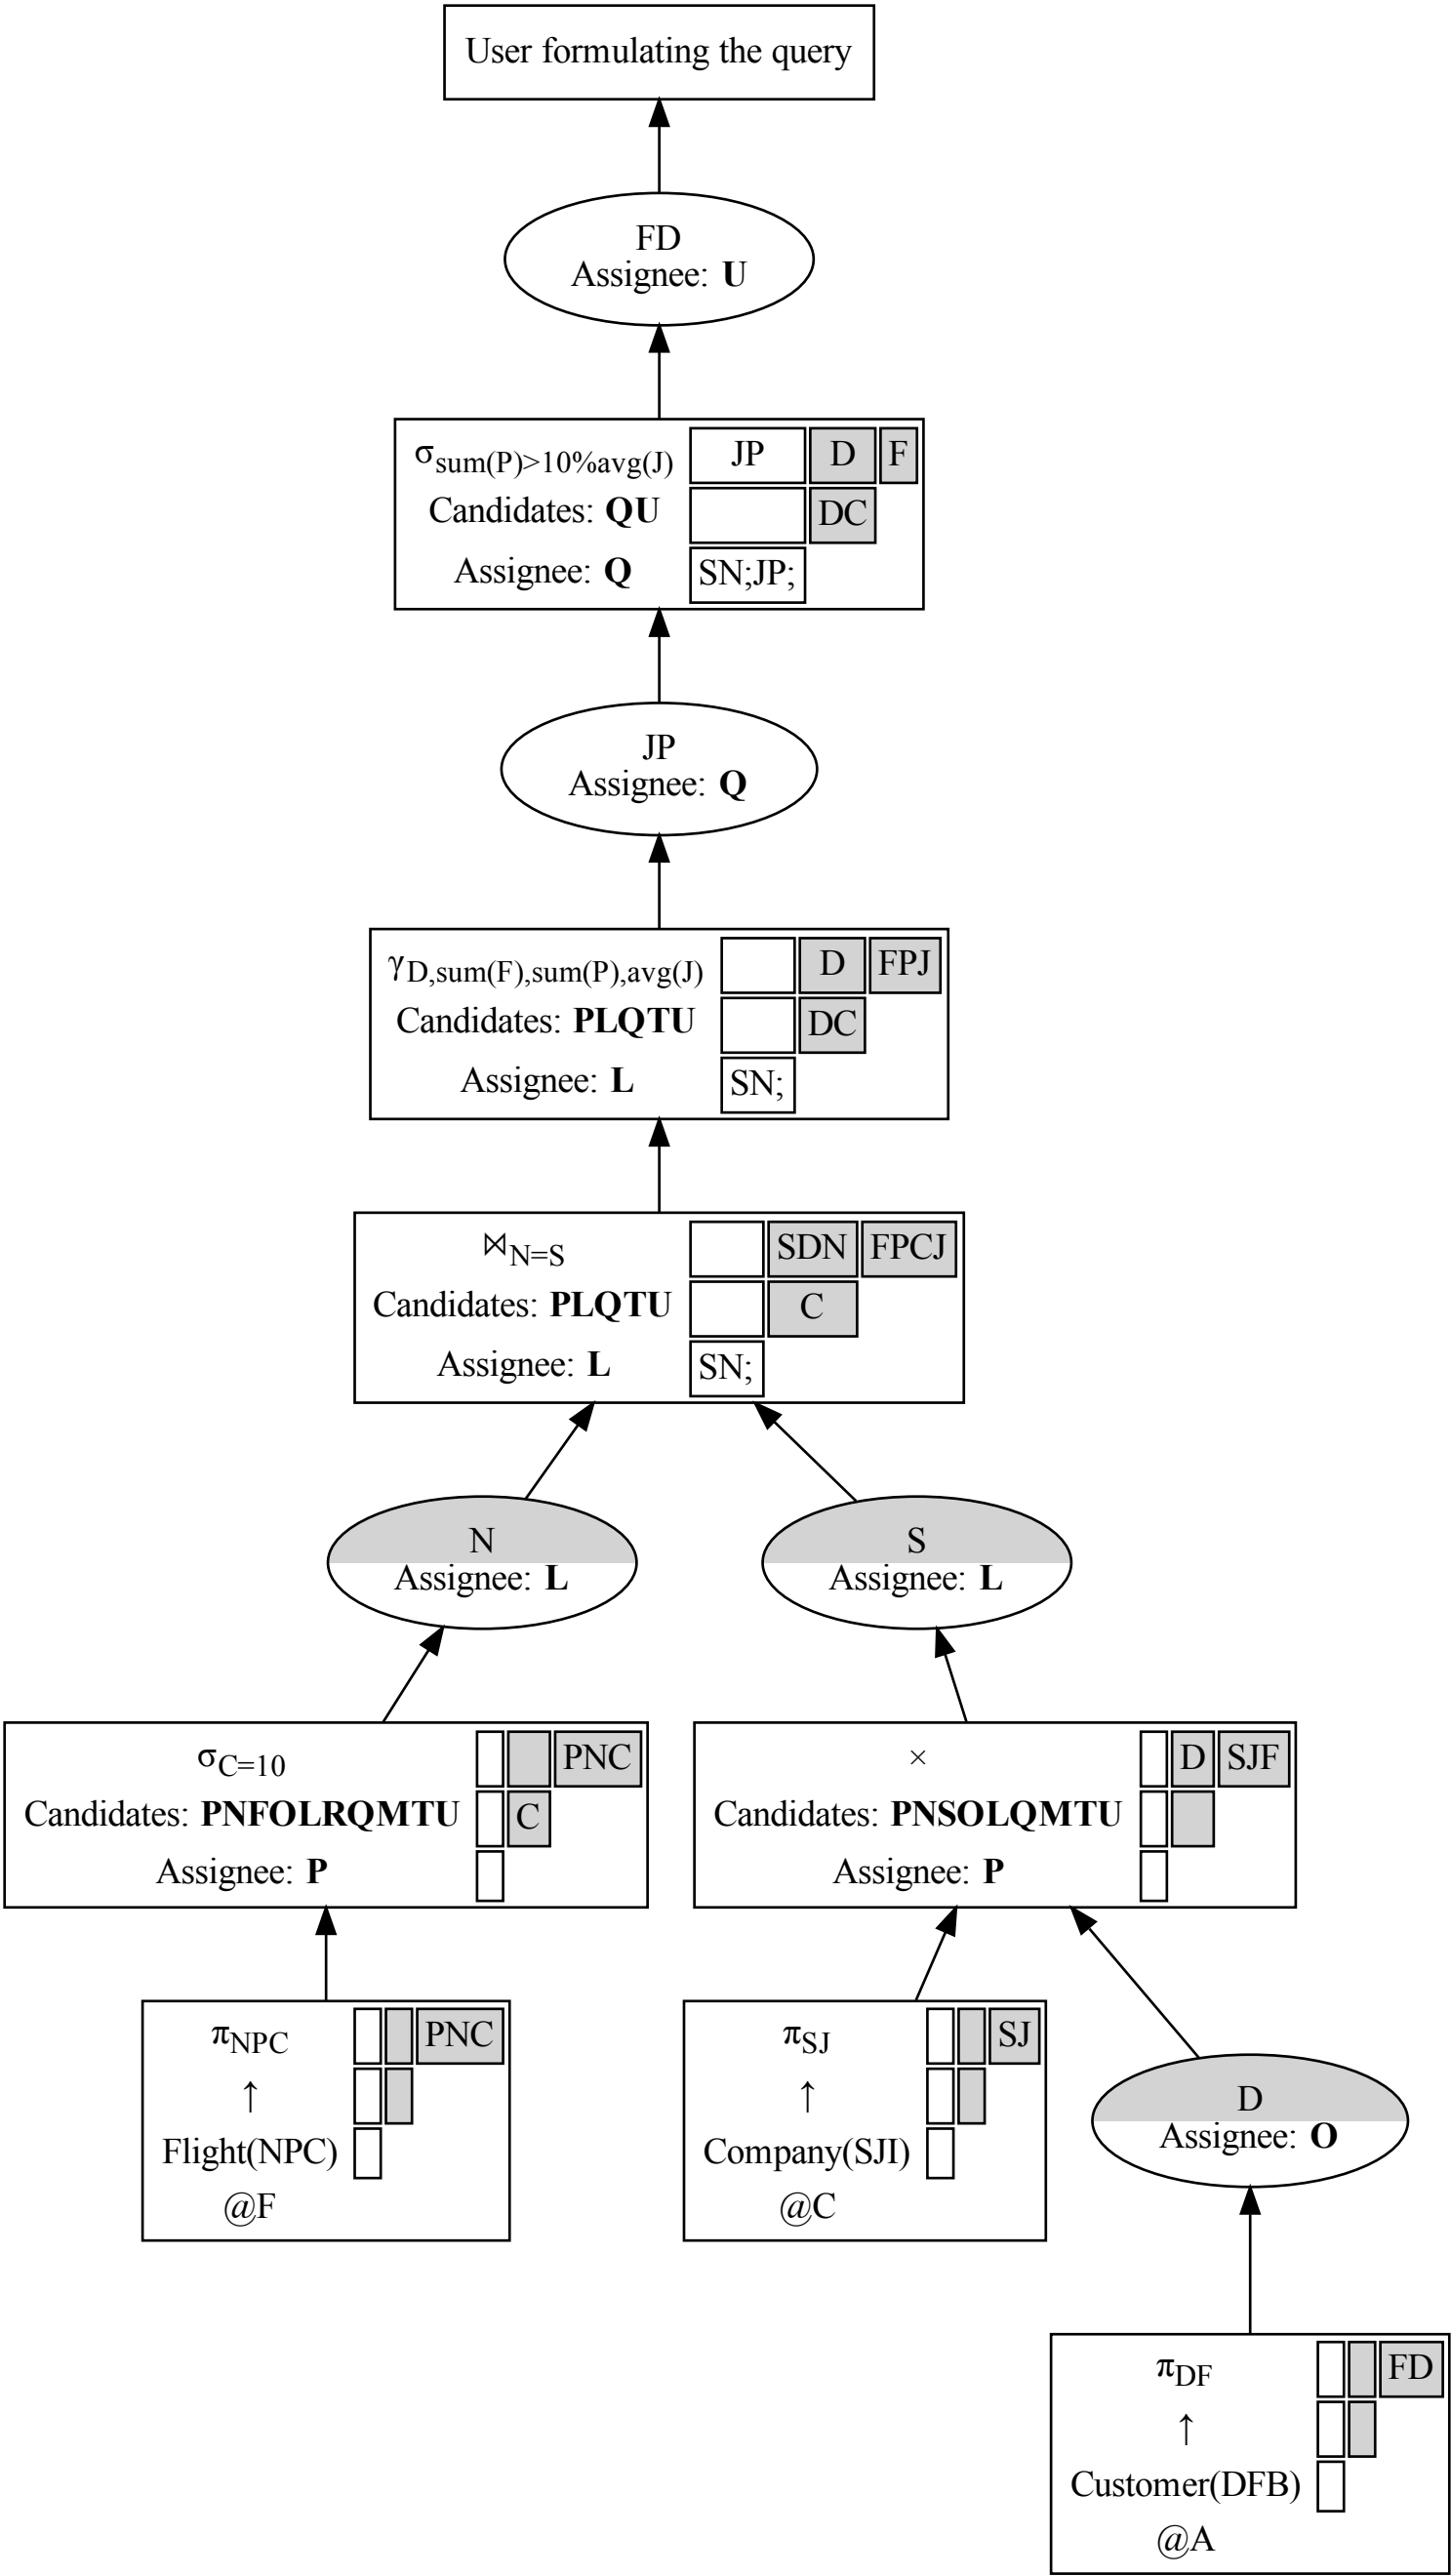 User formulating the query
FD
Assignee: U
σsum(P)>10%avg(J) JP D F
Candidates: QU DC
Assignee: Q SN;JP;
JP
Assignee: Q
γD,sum(F),sum(P),avg(J) D FPJ
Candidates: PLQTU DC
Assignee: L SN;
⋈N=S SDN FPCJ
Candidates: PLQTU C
Assignee: L SN;
N
Assignee: L
S
Assignee: L
σC=10 PNC
Candidates: PNFOLRQMTU C
Assignee: P
× D SJF
Candidates: PNSOLQMTU
Assignee: P
πNPC PNC
↑
Flight(NPC)
@F
πSJ SJ
↑
Company(SJI)
@C
D
Assignee: O
πDF FD
↑
Customer(DFB)
@A